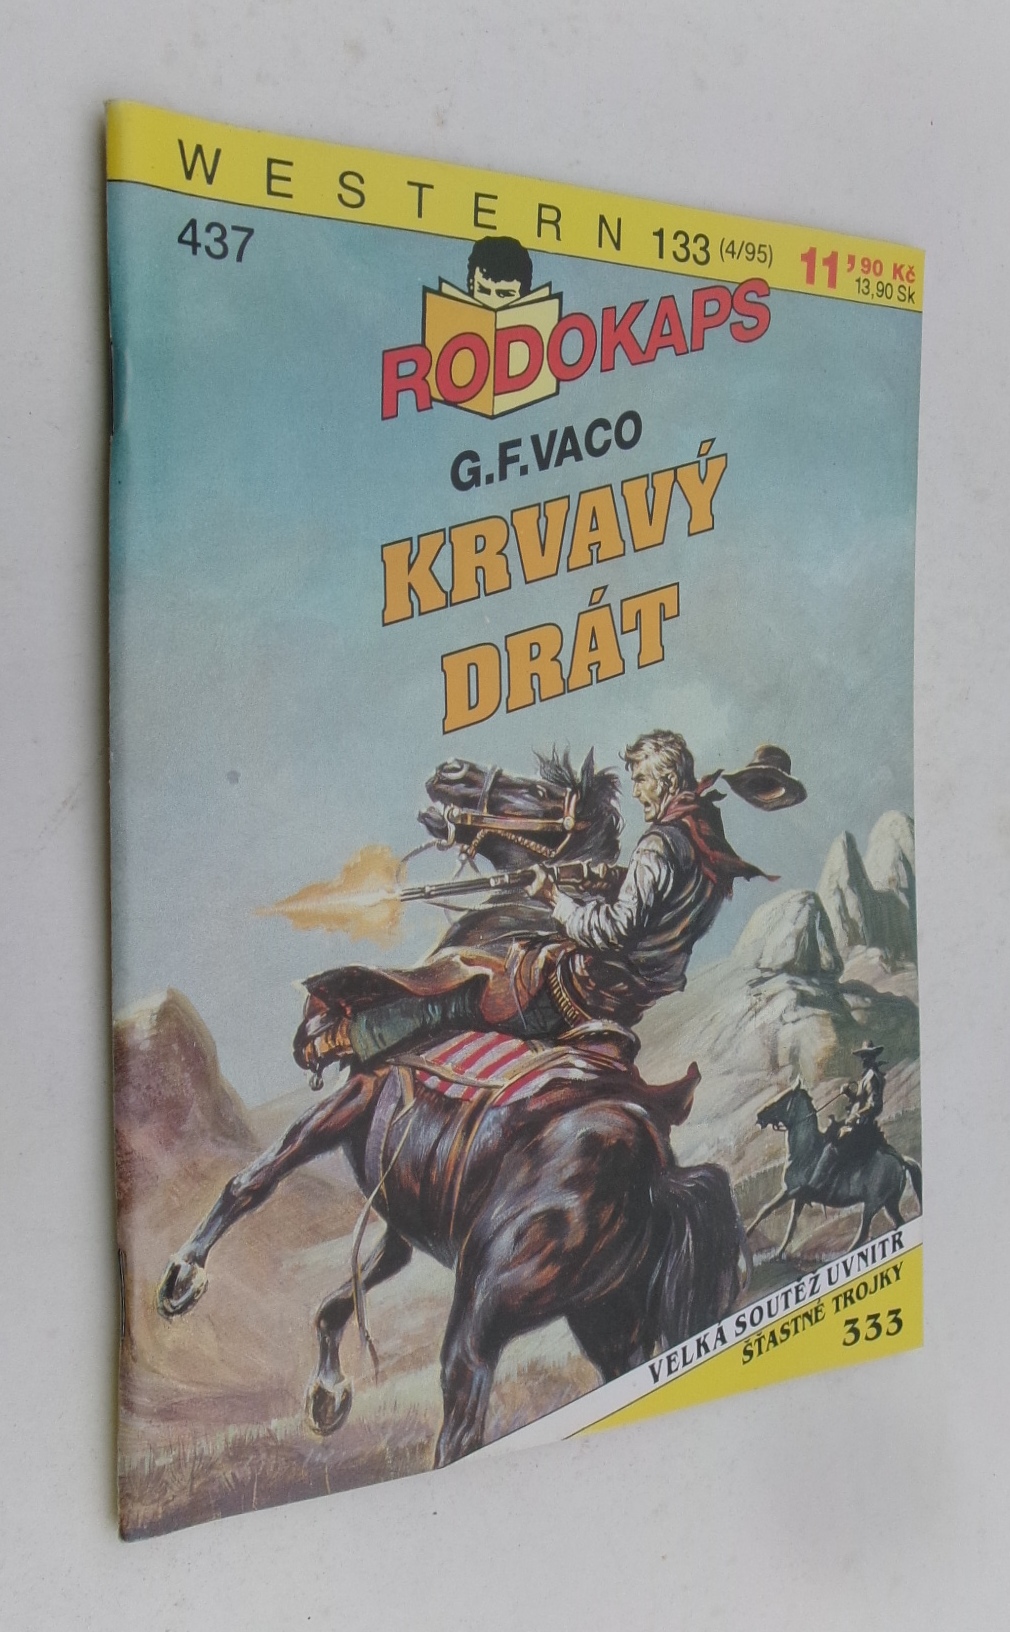 WESTERN 133 (4/95) 11,90 Kč
13,90 Sk
437
RODOKAPS
G.F.VACO
KRVAVÝ
DRÁT
VELKÁ SOUTĚŽ UVNITŘ
ŠŤASTNÉ TROJKY
333